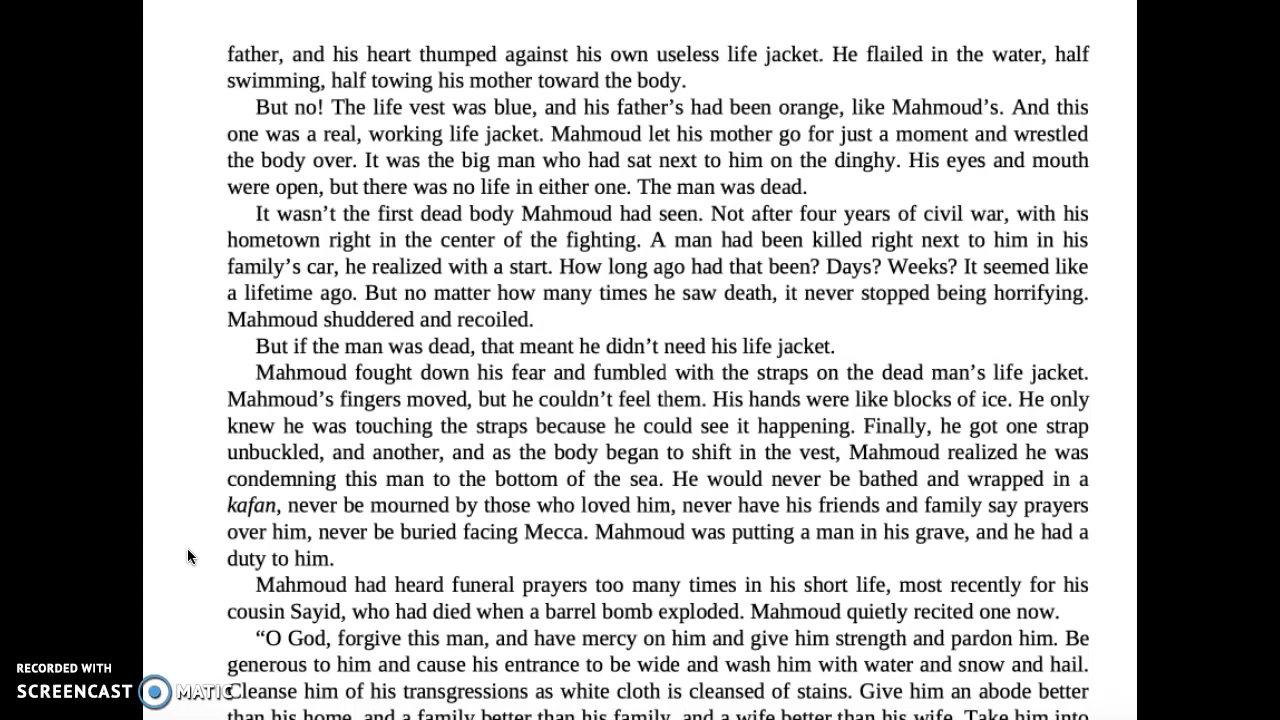 father, and his heart thumped against his own useless life jacket. He flailed in the water, half
swimming, half towing his mother toward the body.
But no! The life vest was blue, and his father’s had been orange, like Mahmoud’s. And this
one was a real, working life jacket. Mahmoud let his mother go for just a moment and wrestled
the body over. It was the big man who had sat next to him on the dinghy. His eyes and mouth
were open, but there was no life in either one. The man was dead.
It wasn’t the first dead body Mahmoud had seen. Not after four years of civil war, with his
hometown right in the center of the fighting. A man had been killed right next to him in his
family’s car, he realized with a start. How long ago had that been? Days? Weeks? It seemed like
a lifetime ago. But no matter how many times he saw death, it never stopped being horrifying.
Mahmoud shuddered and recoiled.
But if the man was dead, that meant he didn’t need his life jacket.
Mahmoud fought down his fear and fumbled with the straps on the dead man’s life jacket.
Mahmoud’s fingers moved, but he couldn’t feel them. His hands were like blocks of ice. He only
knew he was touching the straps because he could see it happening. Finally, he got one strap
unbuckled, and another, and as the body began to shift in the vest, Mahmoud realized he was
condemning this man to the bottom of the sea. He would never be bathed and wrapped in a
kafan, never be mourned by those who loved him, never have his friends and family say prayers
over him, never be buried facing Mecca. Mahmoud was putting a man in his grave, and he had a
duty to him.
Mahmoud had heard funeral prayers too many times in his short life, most recently for his
cousin Sayid, who had died when a barrel bomb exploded. Mahmoud quietly recited one now.
“O God, forgive this man, and have mercy on him and give him strength and pardon him. Be
generous to him and cause his entrance to be wide and wash him with water and snow and hail.
Cleanse him of his transgressions as white cloth is cleansed of stains. Give him an abode better
than his home, and a family better than his family, and a wife better than his wife. Take him into
RECORDED WITH
SCREENCAST MATIC